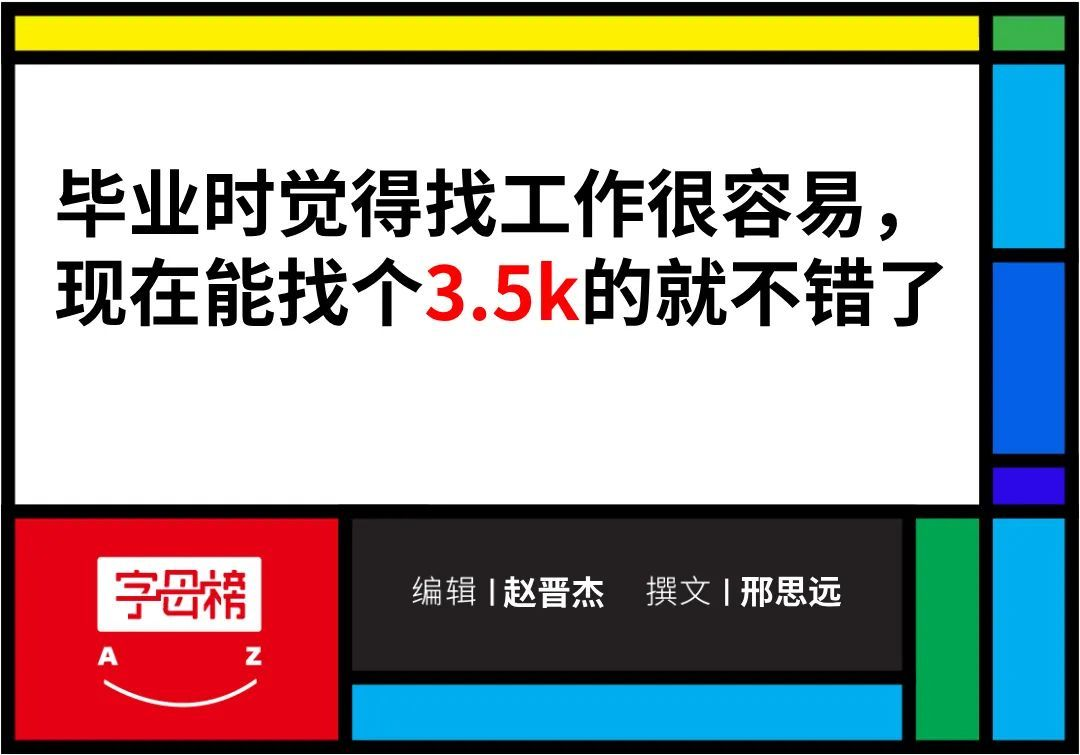 毕业时觉得找工作很容易，
现在能找个3.5k的就不错了
字母榜
A Z
编辑 | 赵晋杰 撰文 | 邢思远